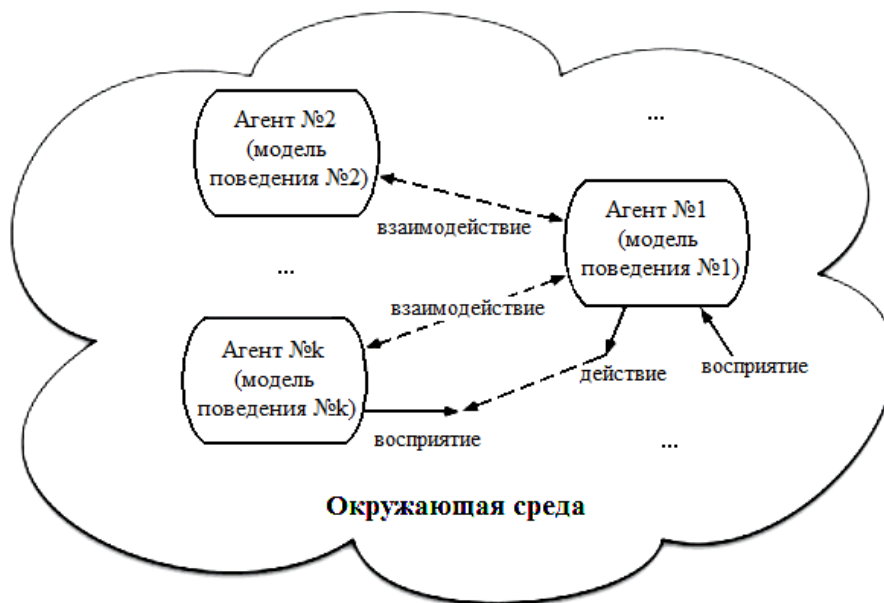 Агент №2
(модель
поведения №2)
...
Агент №1
(модель
поведения №1)
взаимодействие
...
взаимодействие
Агент №k
(модель
поведения №k)
действие
восприятие
восприятие
...
Окружающая среда